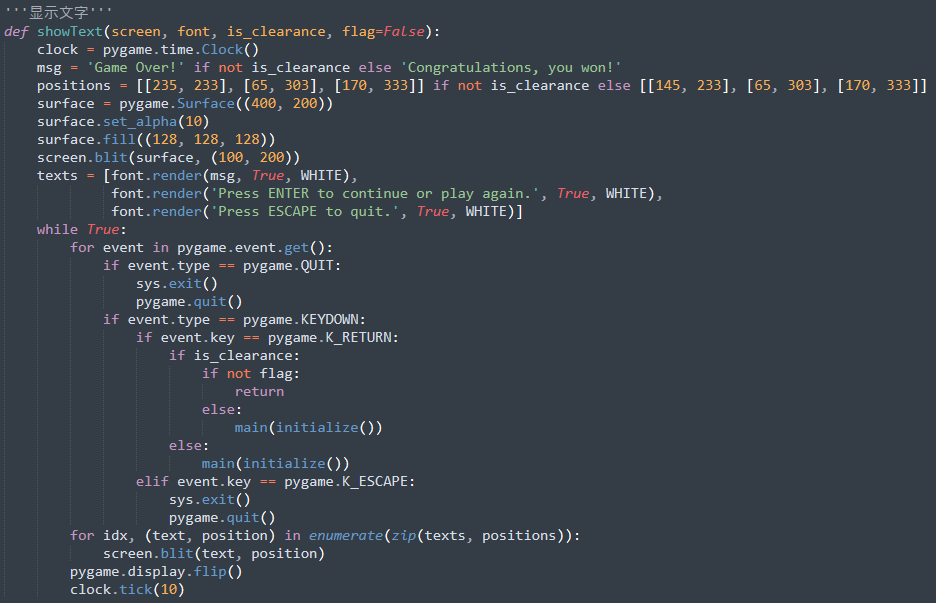 '''显示文字'''
def showText(screen, font, is_clearance, flag=False):
    clock = pygame.time.Clock()
    msg = 'Game Over!' if not is_clearance else 'Congratulations, you won!'
    positions = [[235, 233], [65, 303], [170, 333]] if not is_clearance else [[145, 233], [65, 303], [170, 333]]
    surface = pygame.Surface((400, 200))
    surface.set_alpha(10)
    surface.fill((128, 128, 128))
    screen.blit(surface, (100, 200))
    texts = [font.render(msg, True, WHITE),
             font.render('Press ENTER to continue or play again.', True, WHITE),
             font.render('Press ESCAPE to quit.', True, WHITE)]
    while True:
        for event in pygame.event.get():
            if event.type == pygame.QUIT:
                sys.exit()
                pygame.quit()
            if event.type == pygame.KEYDOWN:
                if event.key == pygame.K_RETURN:
                    if is_clearance:
                        if not flag:
                            return
                        else:
                            main(initialize())
                    else:
                        main(initialize())
                elif event.key == pygame.K_ESCAPE:
                    sys.exit()
                    pygame.quit()
        for idx, (text, position) in enumerate(zip(texts, positions)):
            screen.blit(text, position)
        pygame.display.flip()
        clock.tick(10)